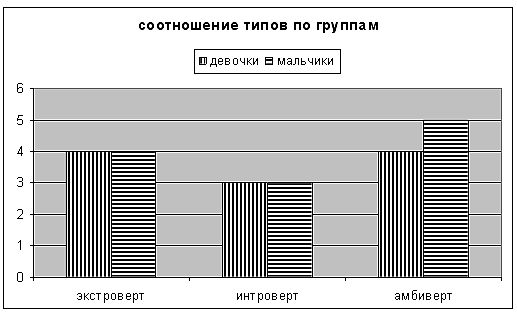 соотношение типов по группам
девочки мальчики
6
5
4
3
2
1
0
экстроверт интроверт амбиверт